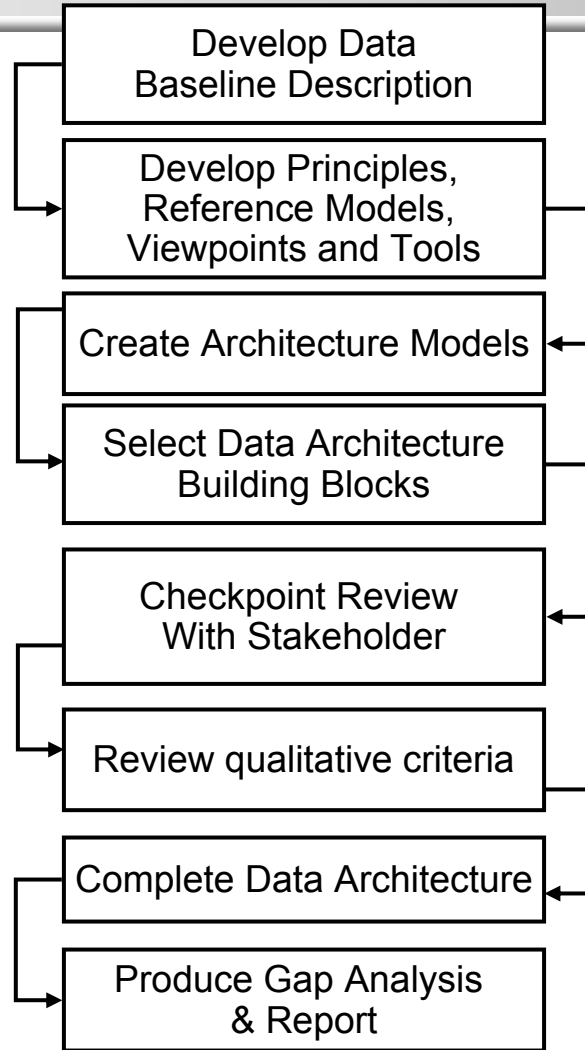 Develop Data
Baseline Description
Develop Principles,
Reference Models,
Viewpoints and Tools
Create Architecture Models
Select Data Architecture
Building Blocks
Checkpoint Review
With Stakeholder
Review qualitative criteria
Complete Data Architecture
Produce Gap Analysis
& Report